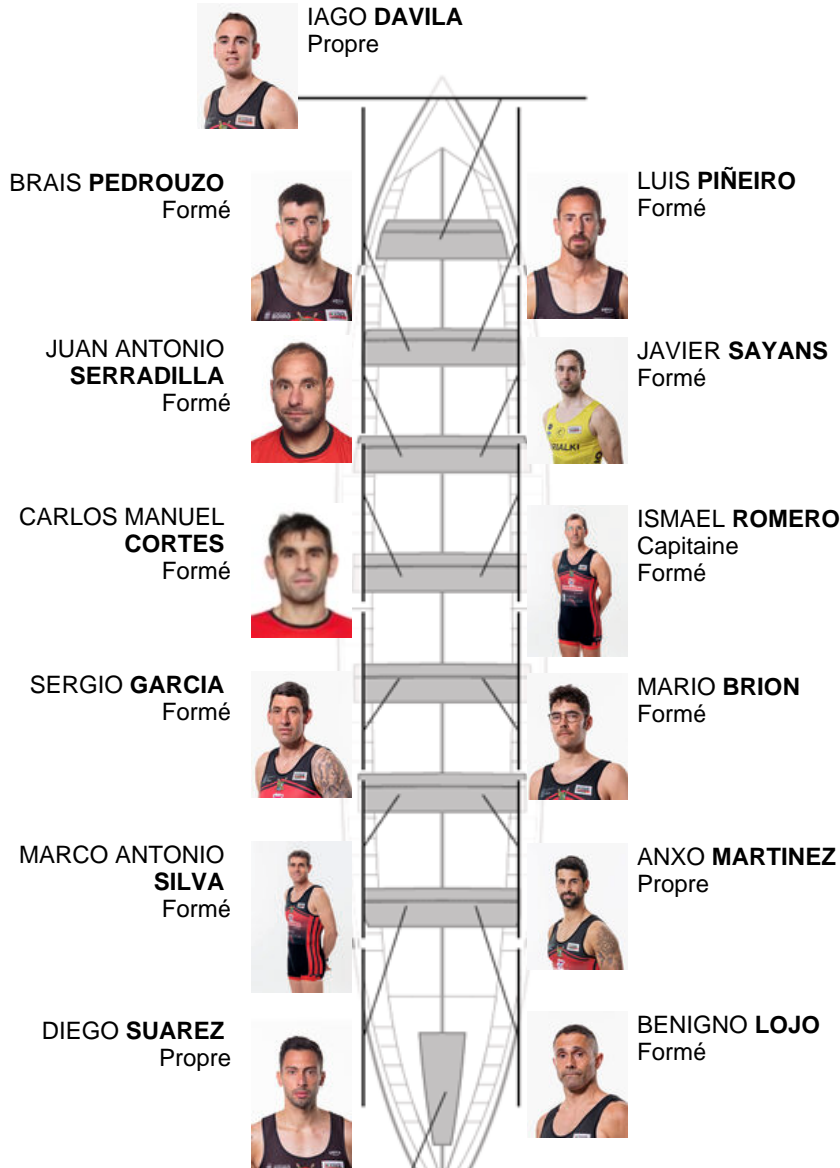 IAGO DAVILA
Propre
BRAIS PEDROUZO
Formé
LUIS PIÑEIRO
Formé
JUAN ANTONIO
SERRADILLA
Formé
JAVIER SAYANS
Formé
CARLOS MANUEL
CORTES
Formé
ISMAEL ROMERO
Capitaine
Formé
SERGIO GARCIA
Formé
MARIO BRION
Formé
MARCO ANTONIO
SILVA
Formé
ANXO MARTINEZ
Propre
DIEGO SUAREZ
Propre
BENIGNO LOJO
Formé